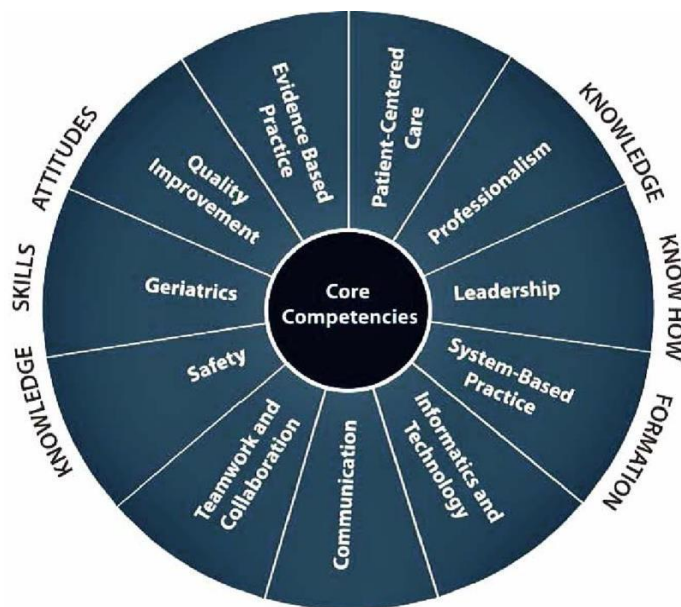 Core
Competencies
Patient-Centered
Care
Professionalism
Leadership
System-Based
Practice
Informatics and
Technology
Communication
Teamwork and
Collaboration
Safety
Geriatrics
Quality
Improvement
Evidence Based
Practice
KNOWLEDGE
KNOW HOW
FORMATION
KNOWLEDGE
SKILLS
ATTITUDES